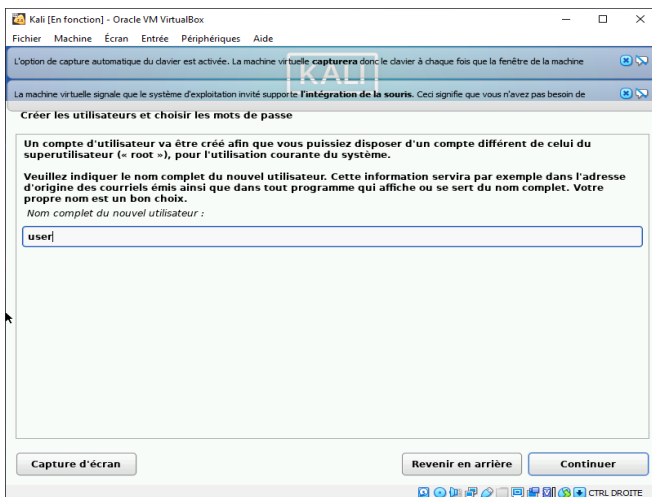 Kali [En fonction] - Oracle VM VirtualBox
Fichier Machine Écran Entrée Périphériques Aide
L'option de capture automatique du clavier est activée. La machine virtuelle capturera donc le clavier à chaque fois que la fenêtre de la machine
KALI
La machine virtuelle signale que le système d'exploitation invité supporte l'intégration de la souris. Ceci signifie que vous n'avez pas besoin de
Créer les utilisateurs et choisir les mots de passe
Un compte d'utilisateur va être créé afin que vous puissiez disposer d'un compte différent de celui du
superutilisateur (« root »), pour l'utilisation courante du système.
Veuillez indiquer le nom complet du nouvel utilisateur. Cette information servira par exemple dans l'adresse
d'origine des courriels émis ainsi que dans tout programme qui affiche ou se sert du nom complet. Votre
propre nom est un bon choix.
Nom complet du nouvel utilisateur :
user
Capture d'écran Revenir en arrière Continuer
CTRL DROITE